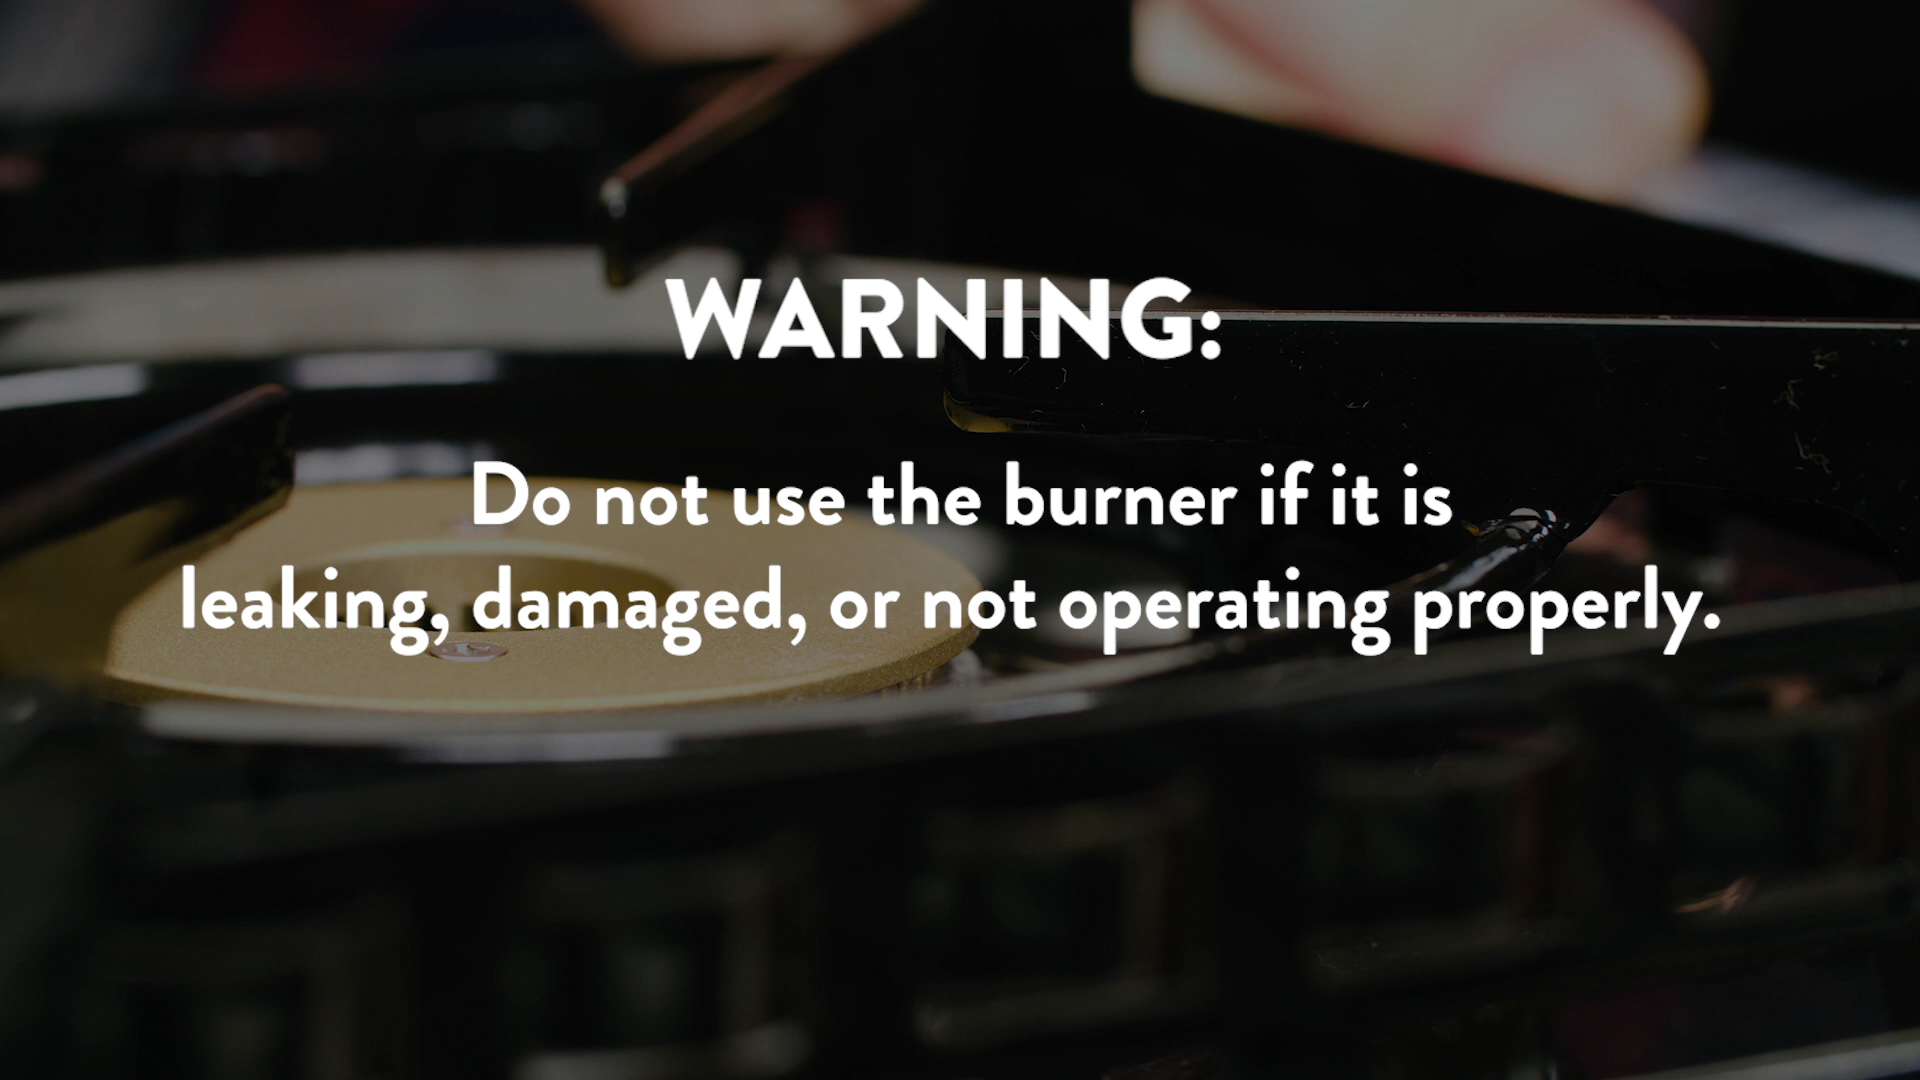 WARNING:
Do not use the burner if it is
leaking, damaged, or not operating properly.